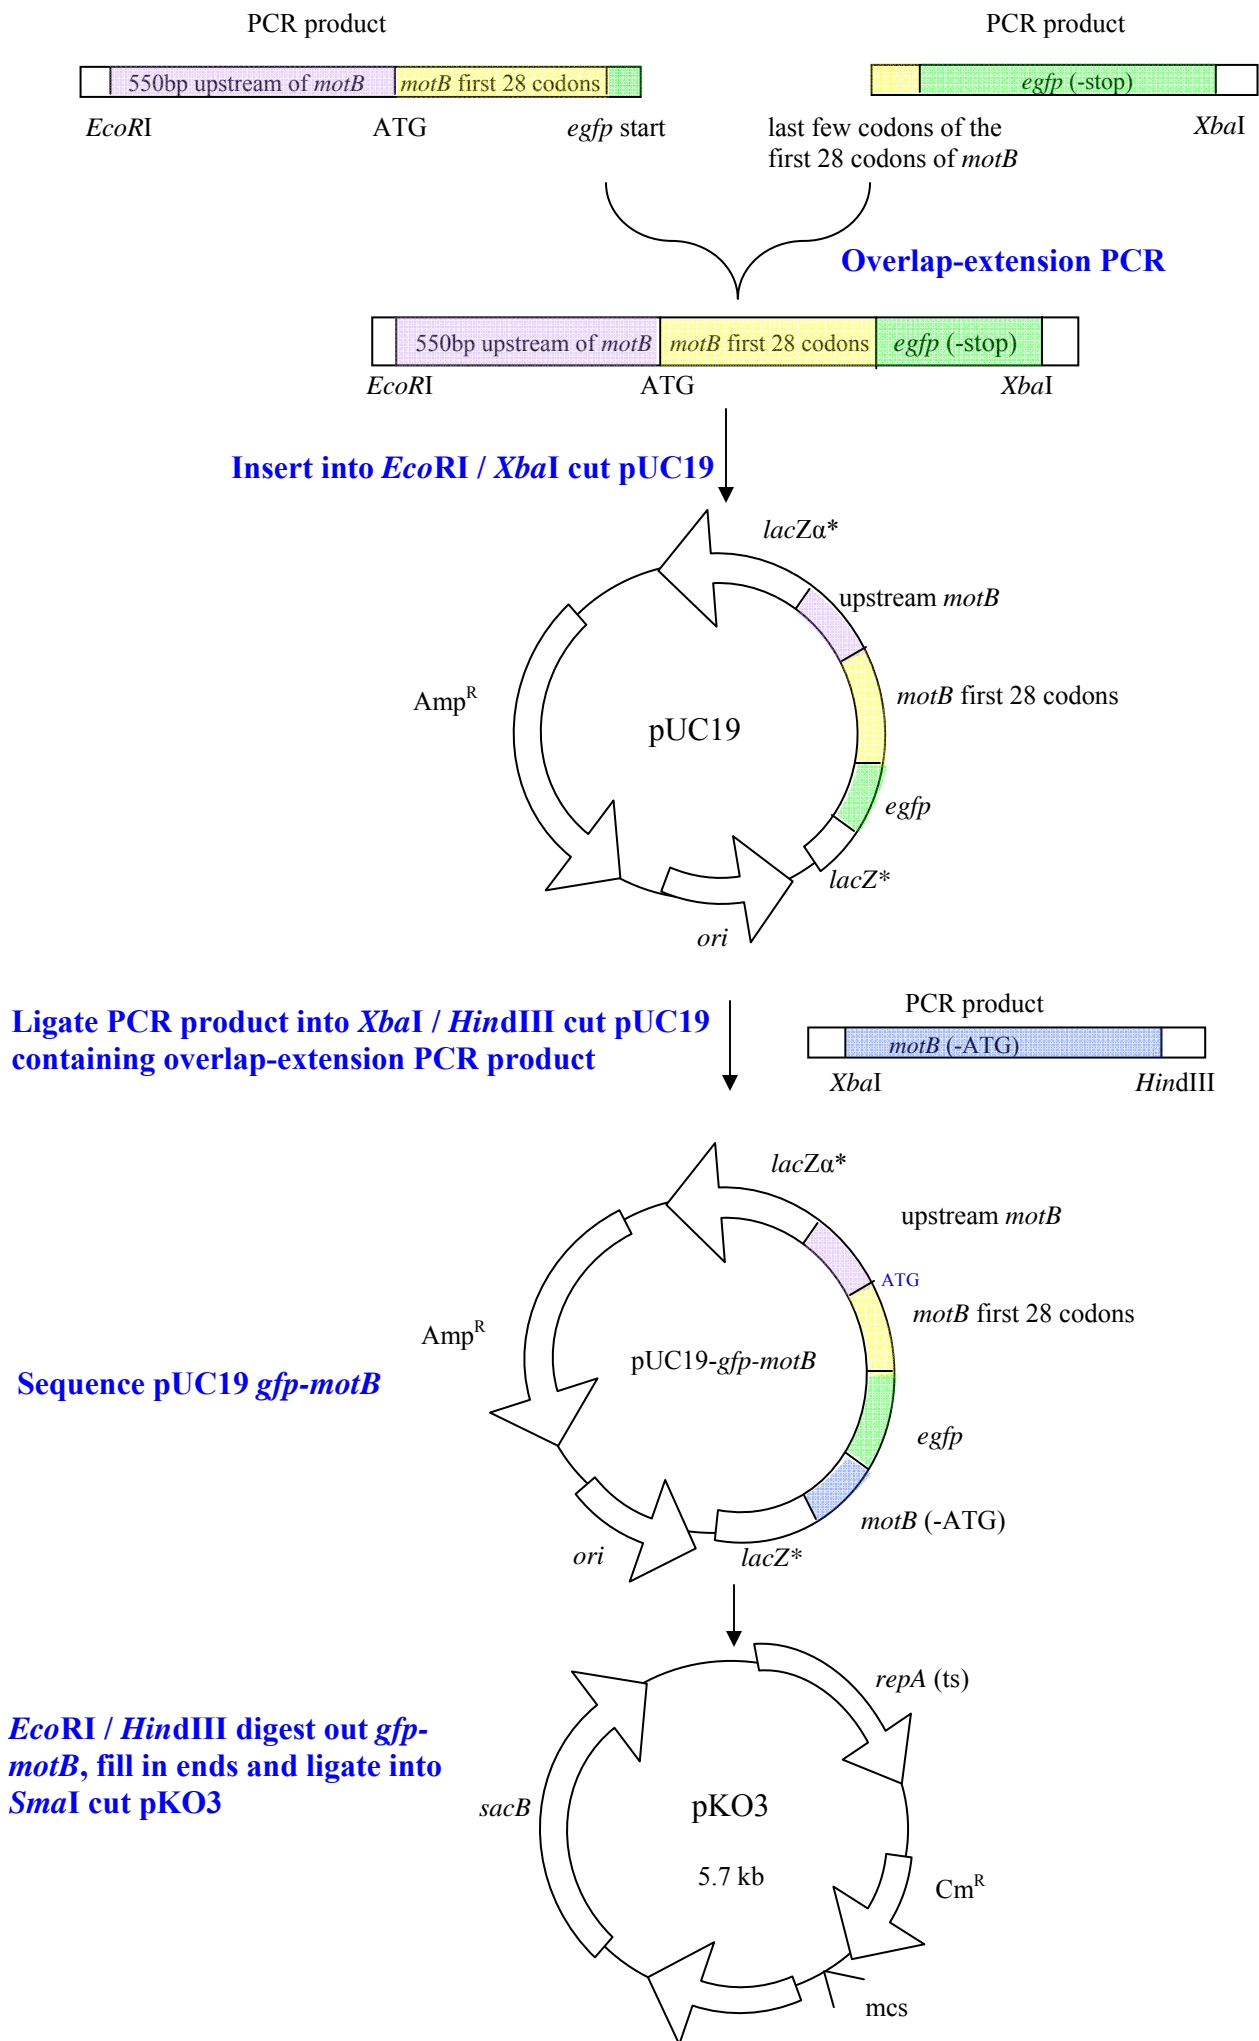 PCR product
PCR product
550bp upstream of motB
motB first 28 codons
egfp (-stop)
EcoRI
ATG
egfp start
last few codons of the
first 28 codons of motB
XbaI
Overlap-extension PCR
550bp upstream of motB
motB first 28 codons
egfp (-stop)
EcoRI
ATG
XbaI
Insert into EcoRI / XbaI cut pUC19
lacZα*
upstream motB
motB first 28 codons
Amp^R
pUC19
egfp
lacZ*
ori
Ligate PCR product into XbaI / HindIII cut pUC19
containing overlap-extension PCR product
PCR product
motB (-ATG)
XbaI
HindIII
lacZα*
upstream motB
ATG
motB first 28 codons
Amp^R
pUC19-gfp-motB
Sequence pUC19 gfp-motB
egfp
motB (-ATG)
ori
lacZ*
repA (ts)
EcoRI / HindIII digest out gfp-
motB, fill in ends and ligate into
SmaI cut pKO3
sacB
pKO3
5.7 kb
Cm^R
mcs